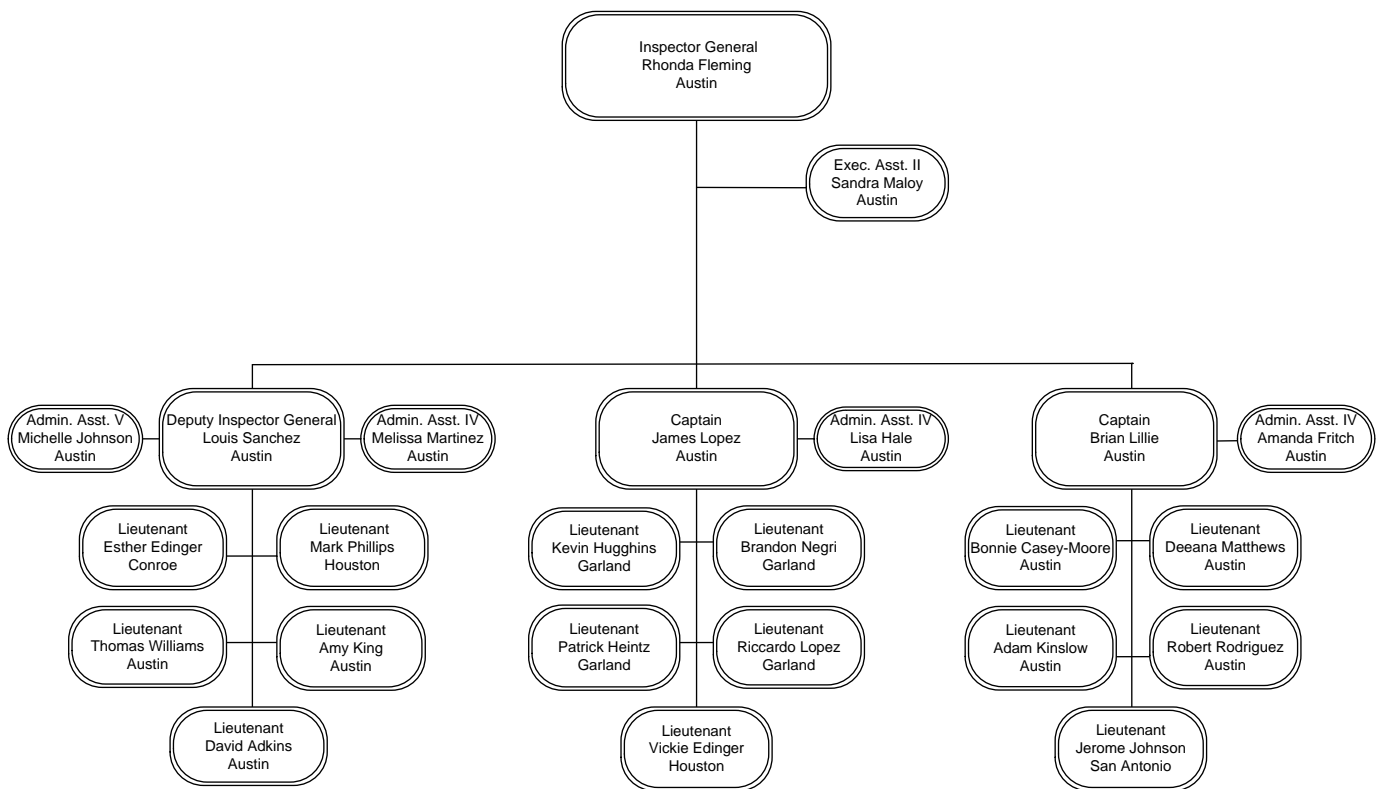 Inspector General
Rhonda Fleming
Austin
Exec. Asst. II
Sandra Maloy
Austin
Admin. Asst. V
Michelle Johnson
Austin
Deputy Inspector General
Louis Sanchez
Austin
Admin. Asst. IV
Melissa Martinez
Austin
Captain
James Lopez
Austin
Admin. Asst. IV
Lisa Hale
Austin
Captain
Brian Lillie
Austin
Admin. Asst. IV
Amanda Fritch
Austin
Lieutenant
Esther Edinger
Conroe
Lieutenant
Mark Phillips
Houston
Lieutenant
Kevin Hugghins
Garland
Lieutenant
Brandon Negri
Garland
Lieutenant
Bonnie Casey-Moore
Austin
Lieutenant
Deeana Matthews
Austin
Lieutenant
Thomas Williams
Austin
Lieutenant
Amy King
Austin
Lieutenant
Patrick Heintz
Garland
Lieutenant
Riccardo Lopez
Garland
Lieutenant
Adam Kinslow
Austin
Lieutenant
Robert Rodriguez
Austin
Lieutenant
David Adkins
Austin
Lieutenant
Vickie Edinger
Houston
Lieutenant
Jerome Johnson
San Antonio